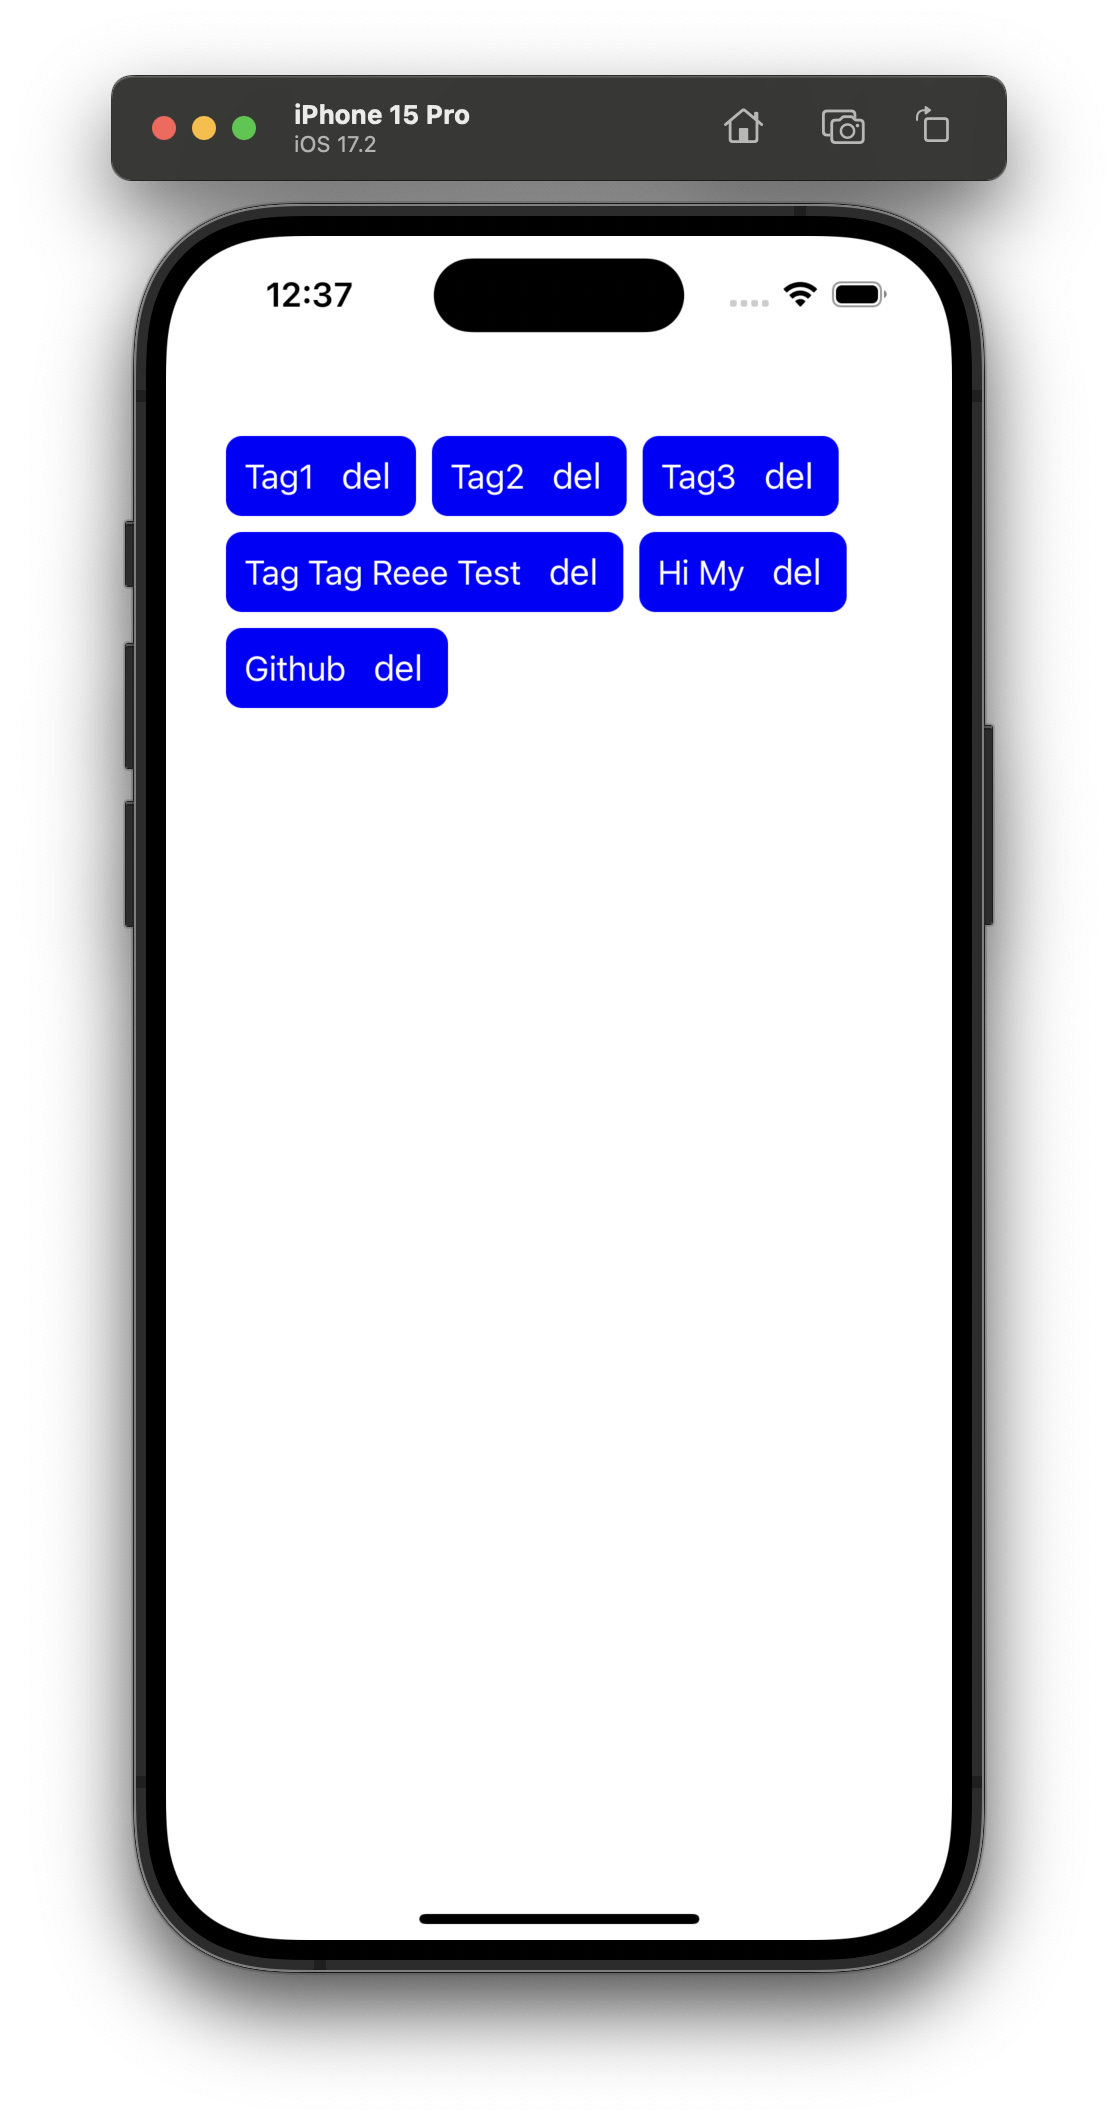 iPhone 15 Pro
iOS 17.2
12:37
Tag1 del Tag2 del Tag3 del
Tag Tag Reee Test del Hi My del
Github del